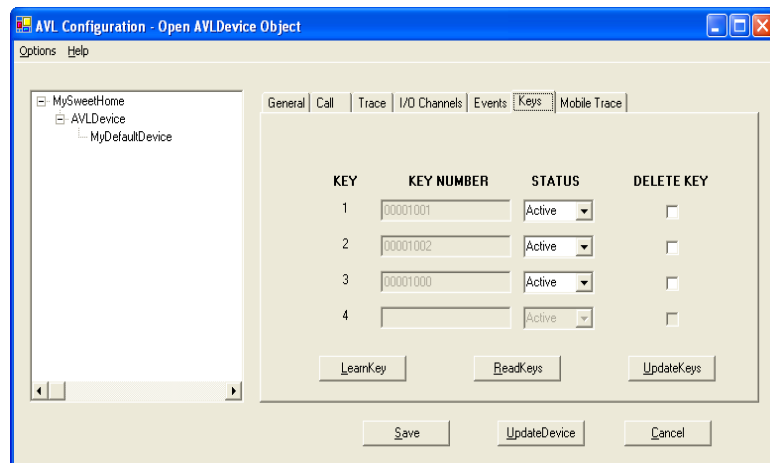 AVL Configuration - Open AVLDevice Object
Options Help
MySweetHome
AVLDevice
MyDefaultDevice
General Call Trace I/O Channels Events Keys Mobile Trace
KEY KEY NUMBER STATUS DELETE KEY
1 00001001 Active
2 00001002 Active
3 00001000 Active
4 Active
LearnKey ReadKeys UpdateKeys
Save UpdateDevice Cancel